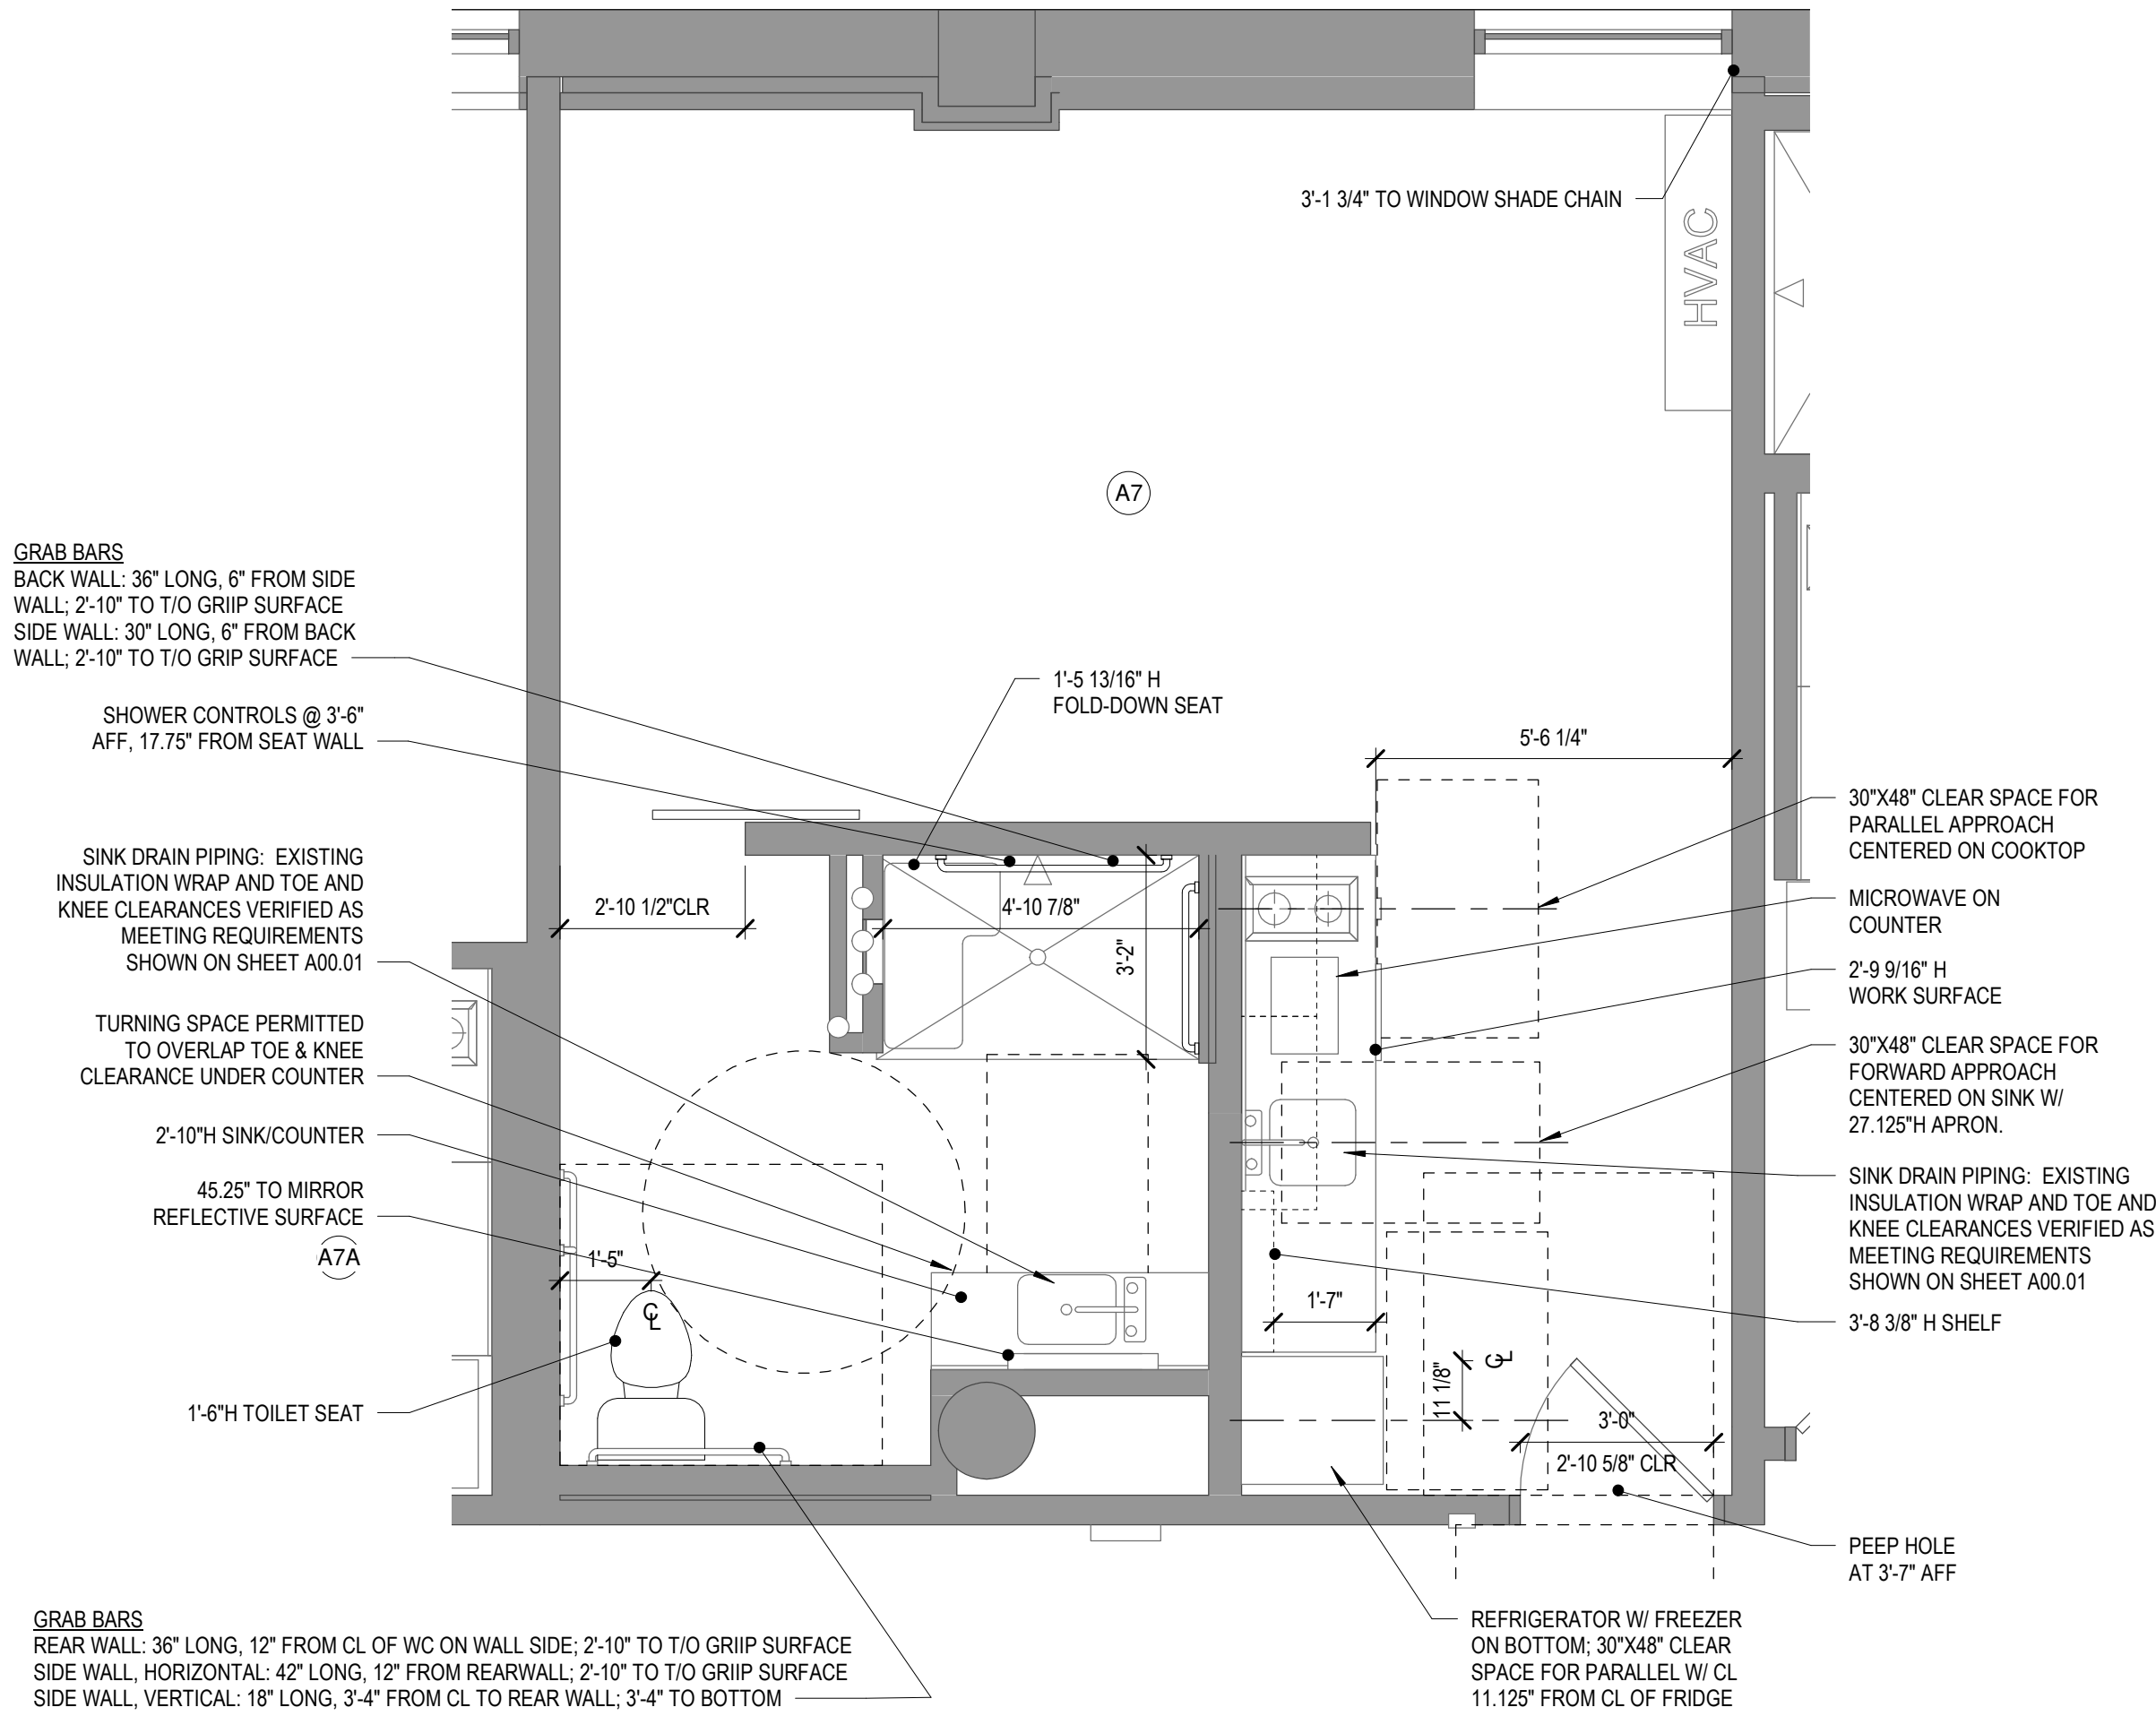 3'-1 3/4" TO WINDOW SHADE CHAIN
HVAC
A7
GRAB BARS
BACK WALL: 36" LONG, 6" FROM SIDE
WALL; 2'-10" TO T/O GRIIP SURFACE
SIDE WALL: 30" LONG, 6" FROM BACK
WALL; 2'-10" TO T/O GRIP SURFACE
1'-5 13/16" H
FOLD-DOWN SEAT
SHOWER CONTROLS @ 3'-6"
AFF, 17.75" FROM SEAT WALL
5'-6 1/4"
30"X48" CLEAR SPACE FOR
PARALLEL APPROACH
CENTERED ON COOKTOP
SINK DRAIN PIPING: EXISTING
INSULATION WRAP AND TOE AND
KNEE CLEARANCES VERIFIED AS
MEETING REQUIREMENTS
SHOWN ON SHEET A00.01
2'-10 1/2"CLR
4'-10 7/8"
3'-2"
MICROWAVE ON
COUNTER
2'-9 9/16" H
WORK SURFACE
TURNING SPACE PERMITTED
TO OVERLAP TOE & KNEE
CLEARANCE UNDER COUNTER
30"X48" CLEAR SPACE FOR
FORWARD APPROACH
CENTERED ON SINK W/
27.125"H APRON.
2'-10"H SINK/COUNTER
45.25" TO MIRROR
REFLECTIVE SURFACE
A7A
1'-5"
CL
SINK DRAIN PIPING: EXISTING
INSULATION WRAP AND TOE AND
KNEE CLEARANCES VERIFIED AS
MEETING REQUIREMENTS
SHOWN ON SHEET A00.01
1'-7"
3'-8 3/8" H SHELF
11 1/8"
CL
1'-6"H TOILET SEAT
3'-0"
2'-10 5/8" CLR
PEEP HOLE
AT 3'-7" AFF
GRAB BARS
REAR WALL: 36" LONG, 12" FROM CL OF WC ON WALL SIDE; 2'-10" TO T/O GRIIP SURFACE
SIDE WALL, HORIZONTAL: 42" LONG, 12" FROM REARWALL; 2'-10" TO T/O GRIIP SURFACE
SIDE WALL, VERTICAL: 18" LONG, 3'-4" FROM CL TO REAR WALL; 3'-4" TO BOTTOM
REFRIGERATOR W/ FREEZER
ON BOTTOM; 30"X48" CLEAR
SPACE FOR PARALLEL W/ CL
11.125" FROM CL OF FRIDGE